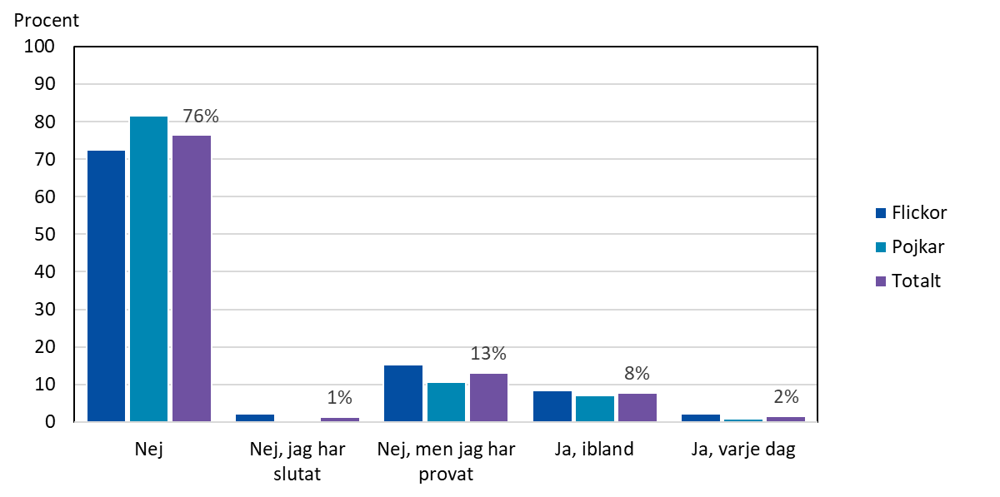 Procent
100
90
80
70
60
50
40
30
20
10
0
76%
1%
13%
8%
2%
Nej
Nej, jag har
slutat
Nej, men jag har
provat
Ja, ibland
Ja, varje dag
Flickor
Pojkar
Totalt